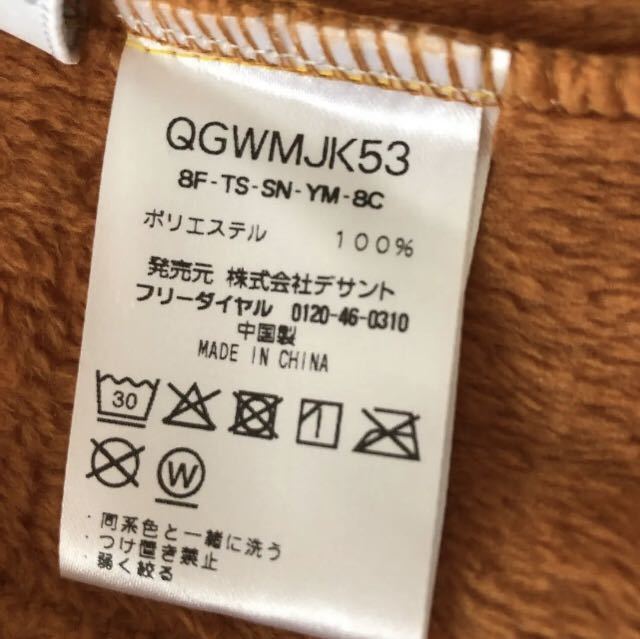 QGWMJK53
8F-TS-SN-YM-8C
ポリエステル 100%
発売元 株式会社デサント
フリーダイヤル 0120-46-0310
中国製
MADE IN CHINA
30
W
・同系色と一緒に洗う
・つけ置き禁止
・弱く絞る